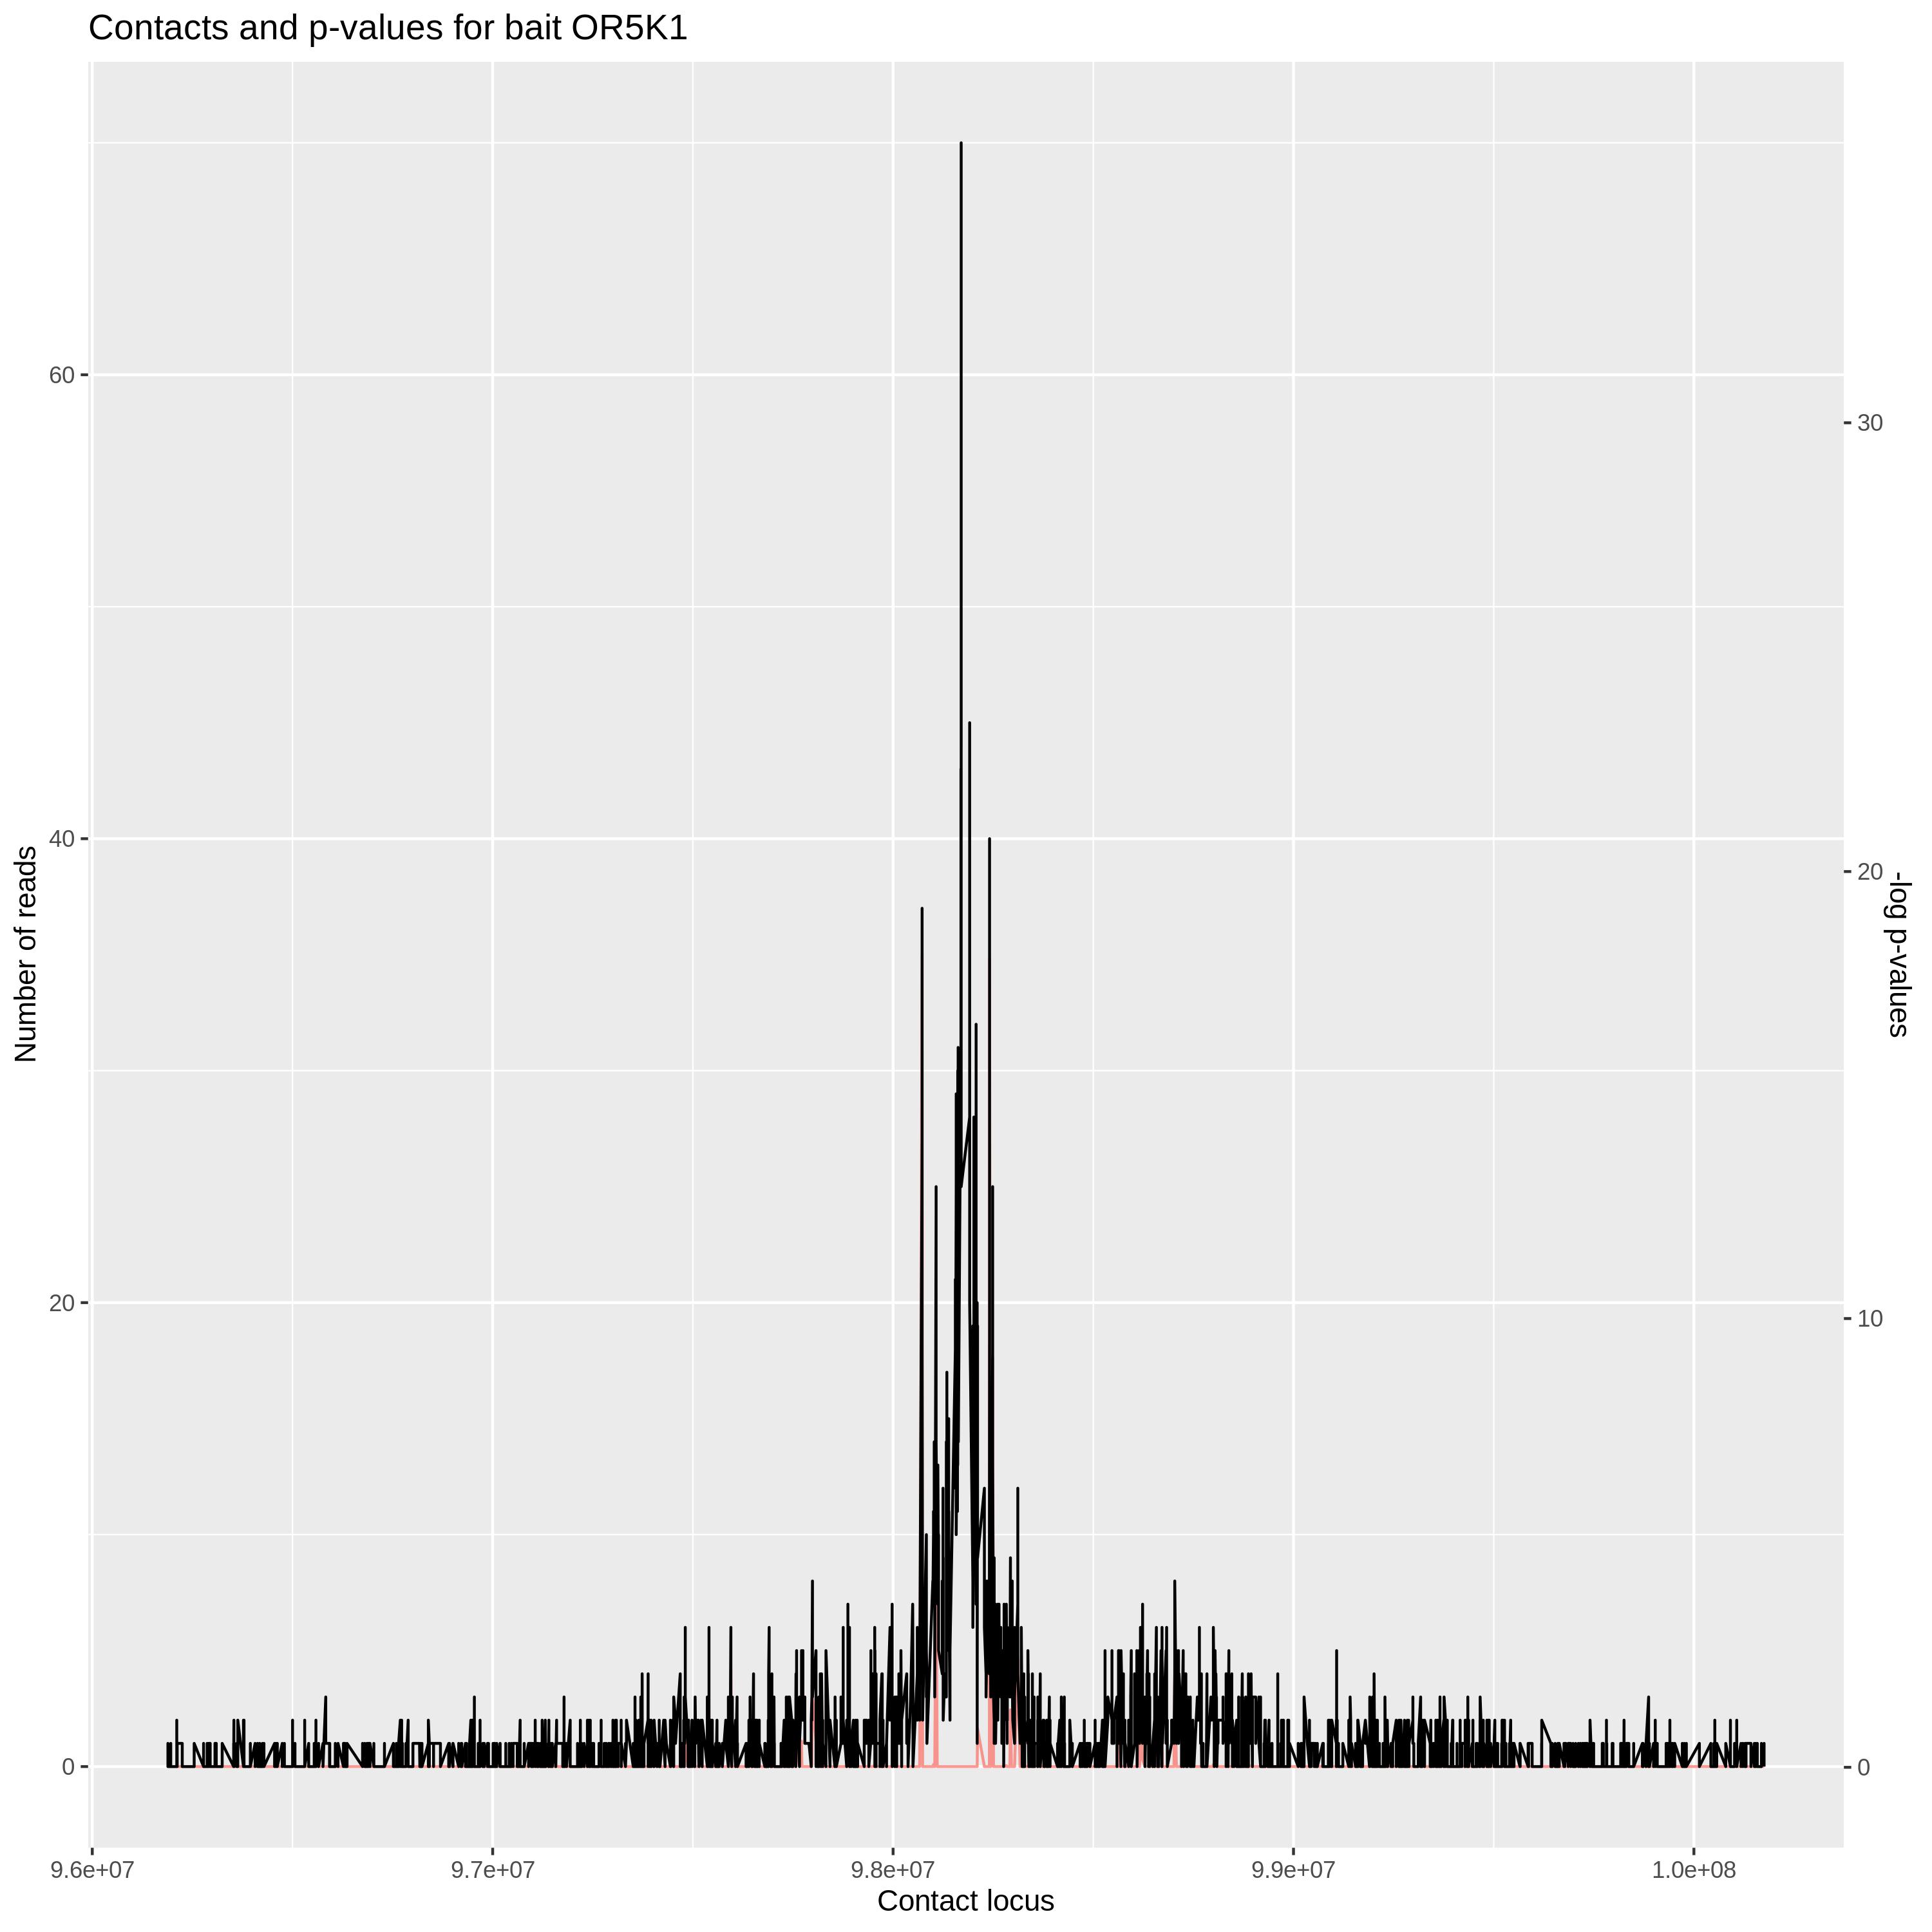 Contacts and p-values for bait OR5K1
Number of reads
60
40
20
0
30
20
10
0
-log p-values
9.6e+07 9.7e+07 9.8e+07 9.9e+07 1.0e+08
Contact locus